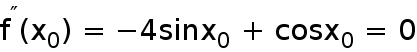 f″(x₀) = −4sinx₀ + cosx₀ = 0